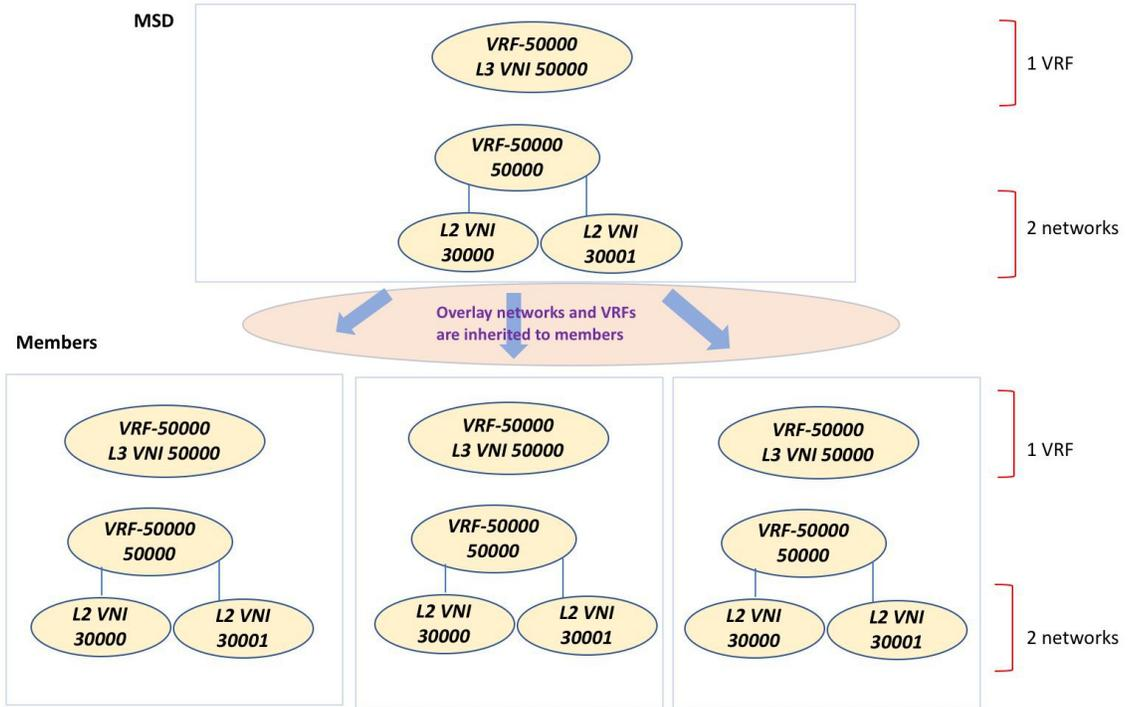 MSD
VRF-50000
L3 VNI 50000
1 VRF
VRF-50000
50000
L2 VNI
30000
L2 VNI
30001
2 networks
Overlay networks and VRFs
are inherited to members
Members
VRF-50000
L3 VNI 50000
VRF-50000
L3 VNI 50000
VRF-50000
L3 VNI 50000
1 VRF
VRF-50000
50000
VRF-50000
50000
VRF-50000
50000
L2 VNI
30000
L2 VNI
30001
L2 VNI
30000
L2 VNI
30001
L2 VNI
30000
L2 VNI
30001
2 networks